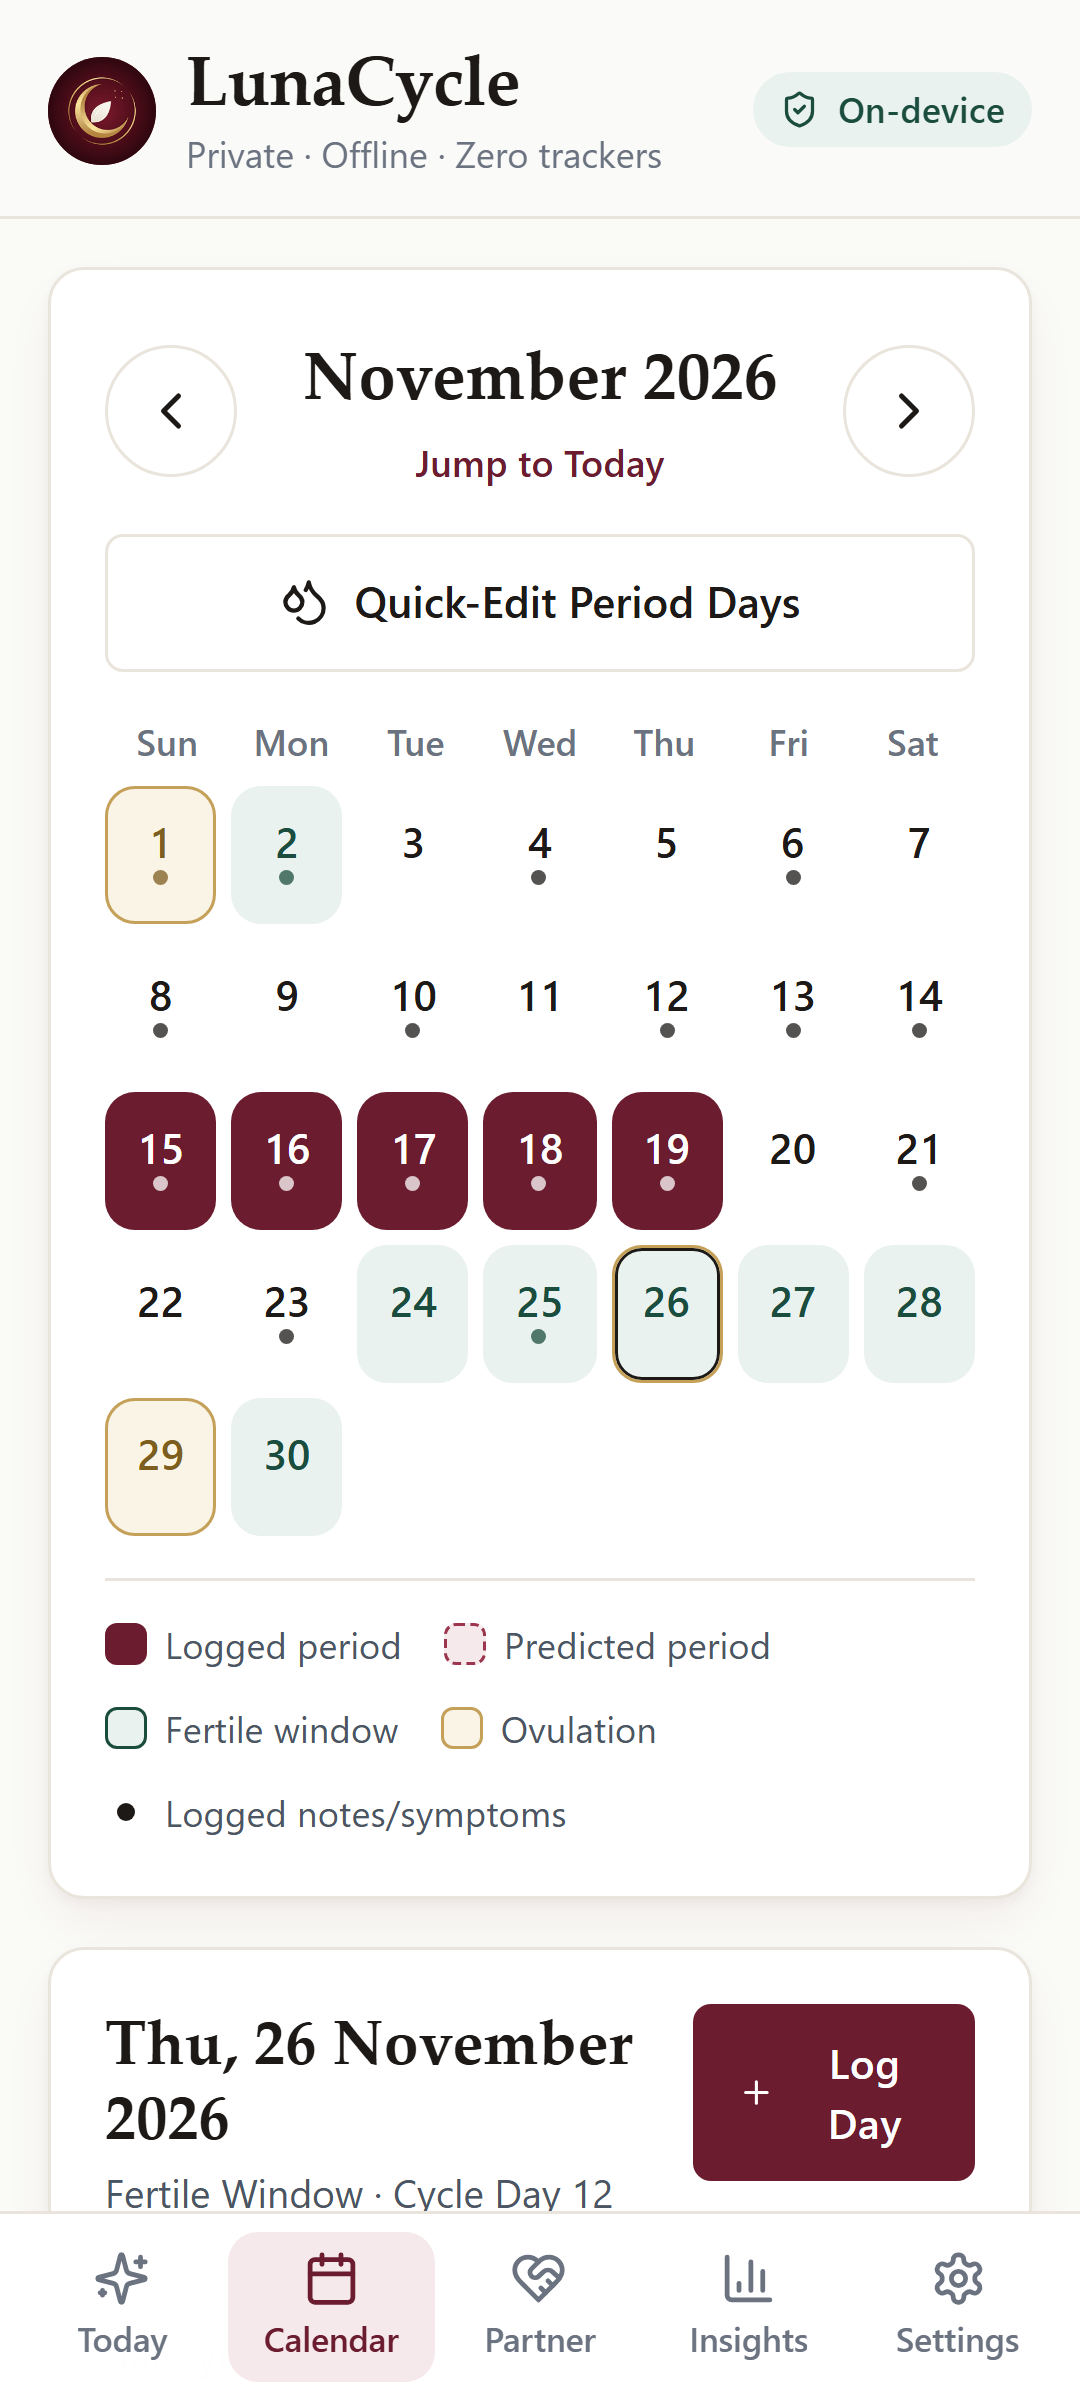 LunaCycle
Private · Offline · Zero trackers
On-device
November 2026
Jump to Today
Quick-Edit Period Days
Sun Mon Tue Wed Thu Fri Sat
1 2 3 4 5 6 7
8 9 10 11 12 13 14
15 16 17 18 19 20 21
22 23 24 25 26 27 28
29 30
Logged period Predicted period
Fertile window Ovulation
Logged notes/symptoms
Thu, 26 November
2026
Log
Day
Fertile Window · Cycle Day 12
Today Calendar Partner Insights Settings